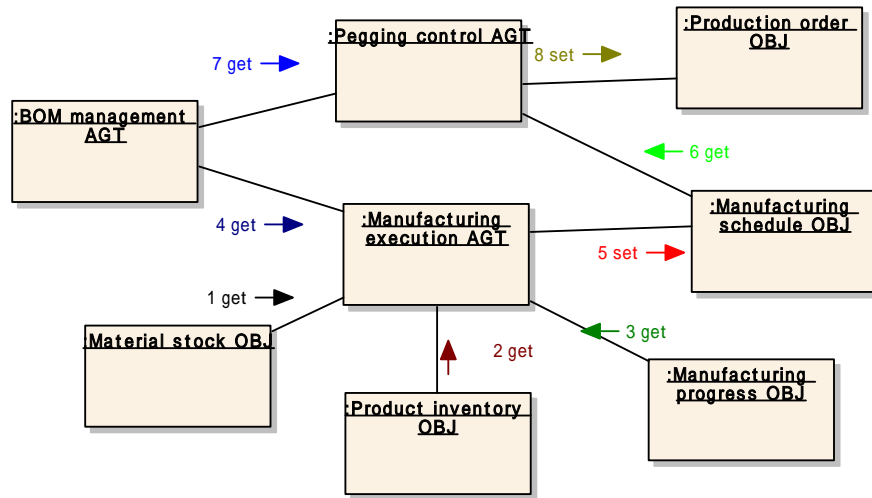 :Pegging control AGT
:Production order
OBJ
7 get
8 set
:BOM management
AGT
6 get
:Manufacturing
execution AGT
:Manufacturing
schedule OBJ
4 get
5 set
1 get
:Material stock OBJ
2 get
3 get
:Product inventory
OBJ
:Manufacturing
progress OBJ